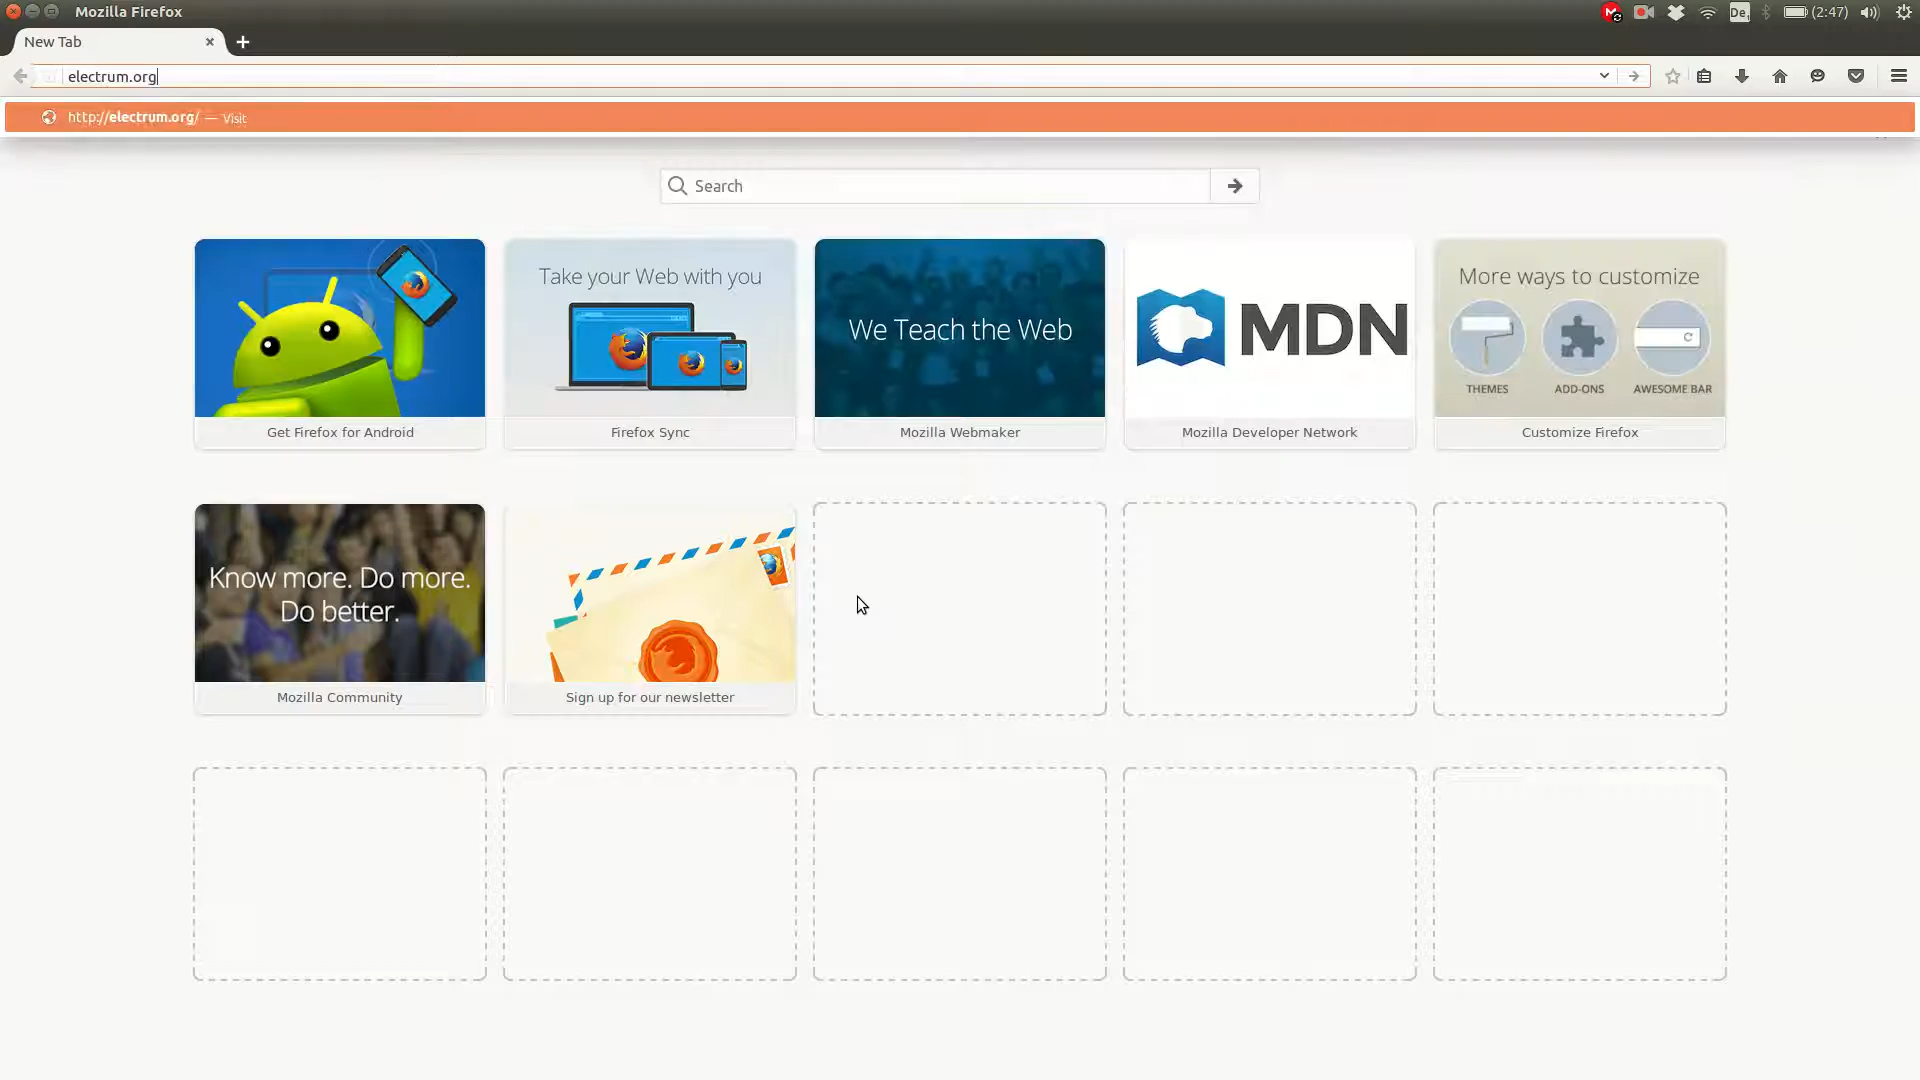 Mozilla Firefox
De₁
(2:47)
New Tab
electrum.org
http://electrum.org/ — Visit
Search
Take your Web with you
We Teach the Web
MDN
More ways to customize
THEMES
ADD-ONS
AWESOME BAR
Get Firefox for Android
Firefox Sync
Mozilla Webmaker
Mozilla Developer Network
Customize Firefox
Know more. Do more.
Do better.
Mozilla Community
Sign up for our newsletter